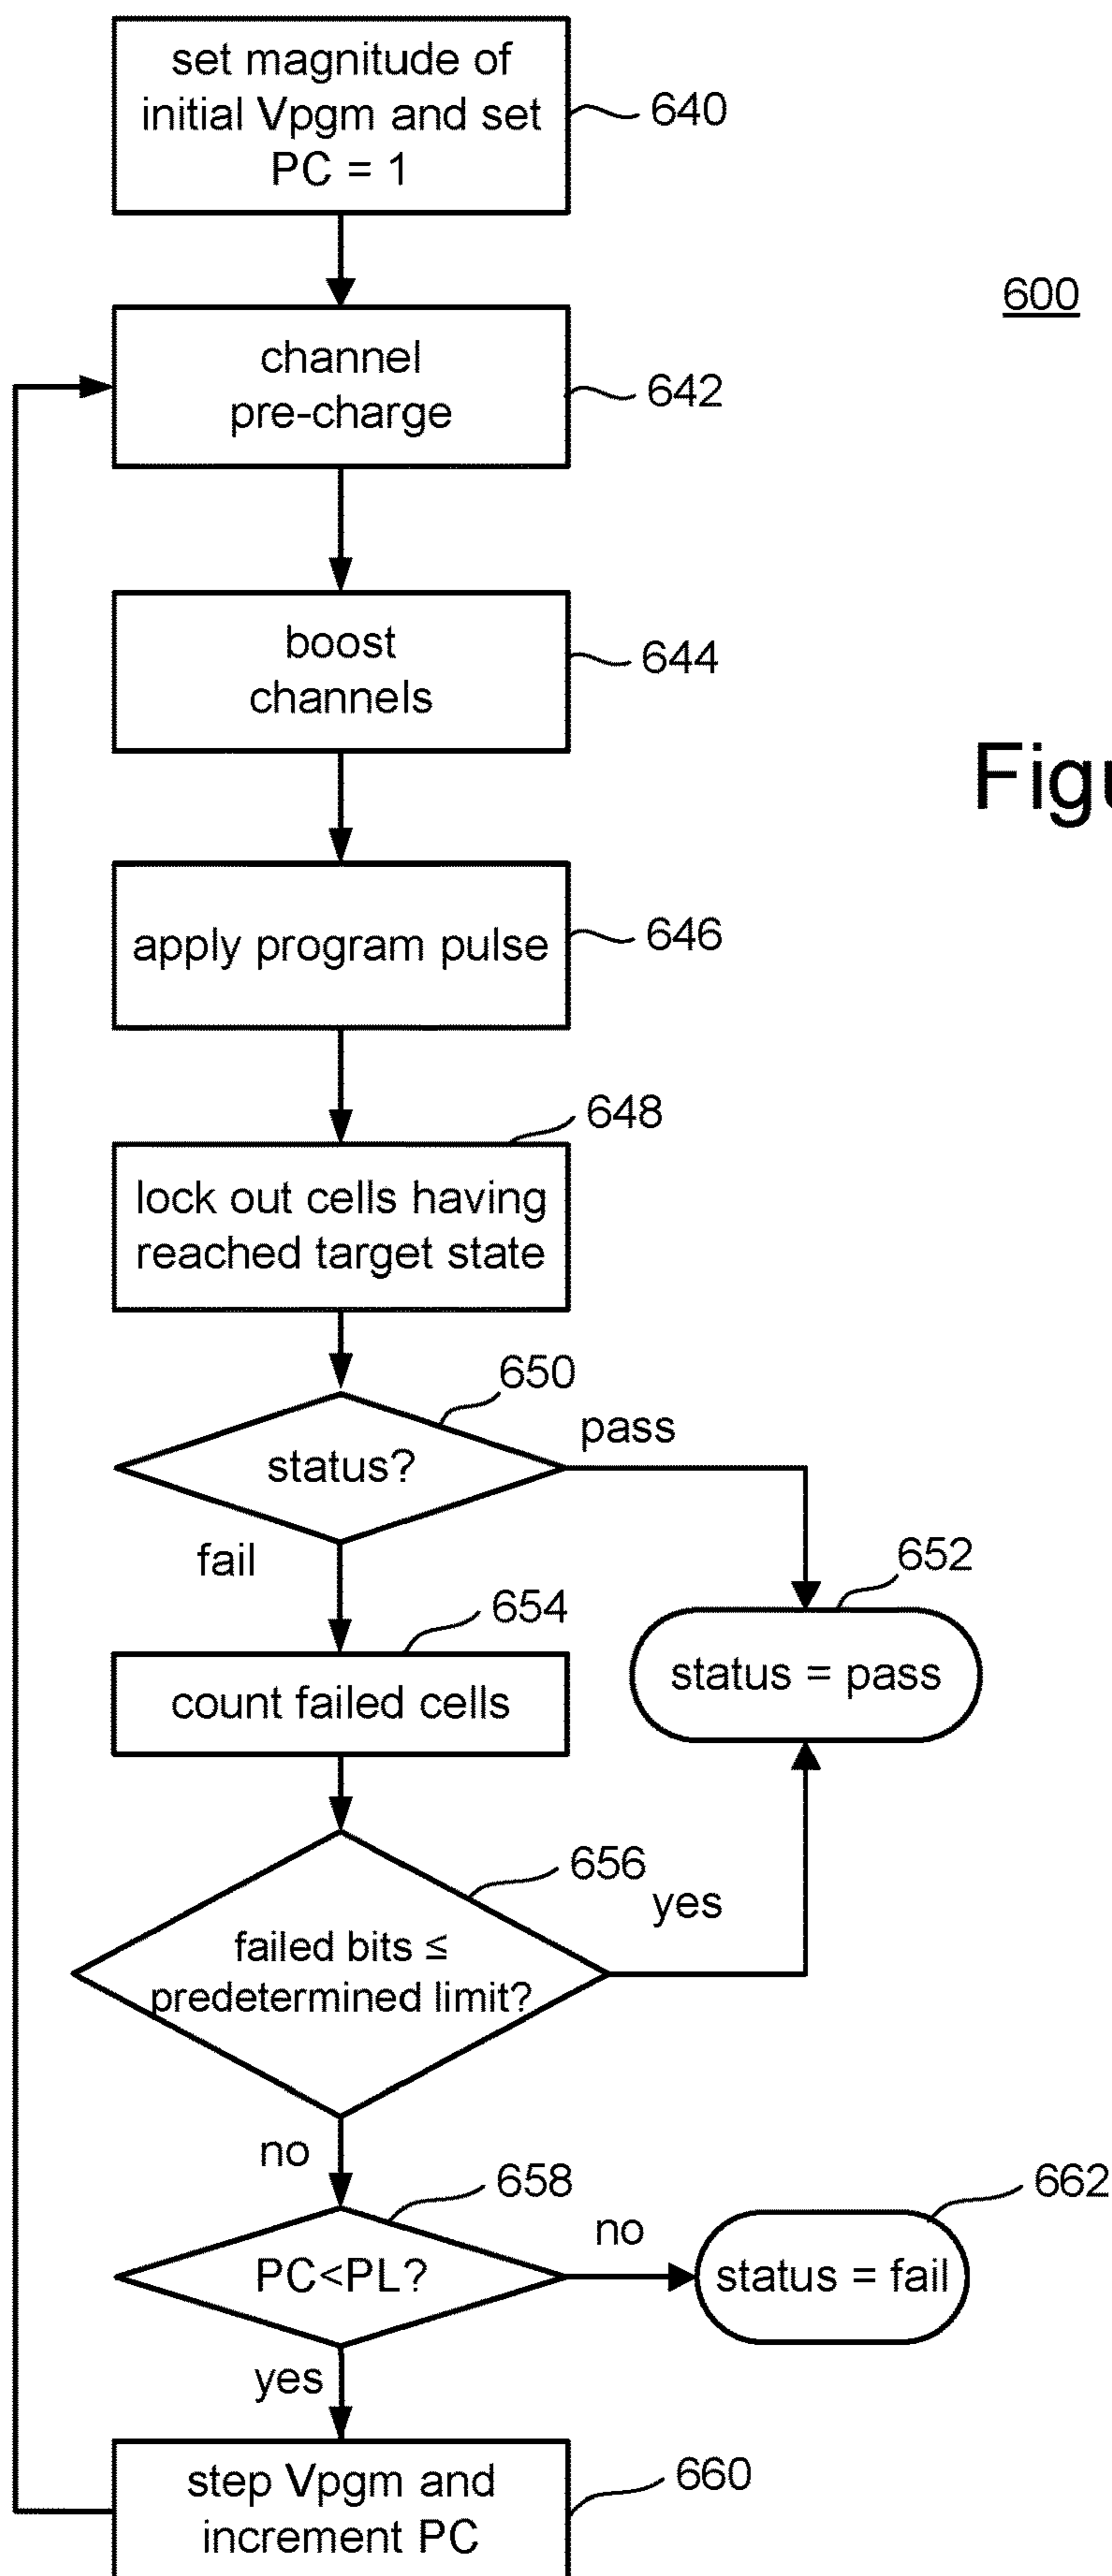 set magnitude of
initial Vpgm and set
PC = 1
640
600
channel
pre-charge
642
boost
channels
644
Figu
apply program pulse
646
648
lock out cells having
reached target state
650
status?
pass
fail
652
654
status = pass
count failed cells
656
yes
failed bits ≤
predetermined limit?
no
658
662
PC<PL?
no
status = fail
yes
step Vpgm and
increment PC
660